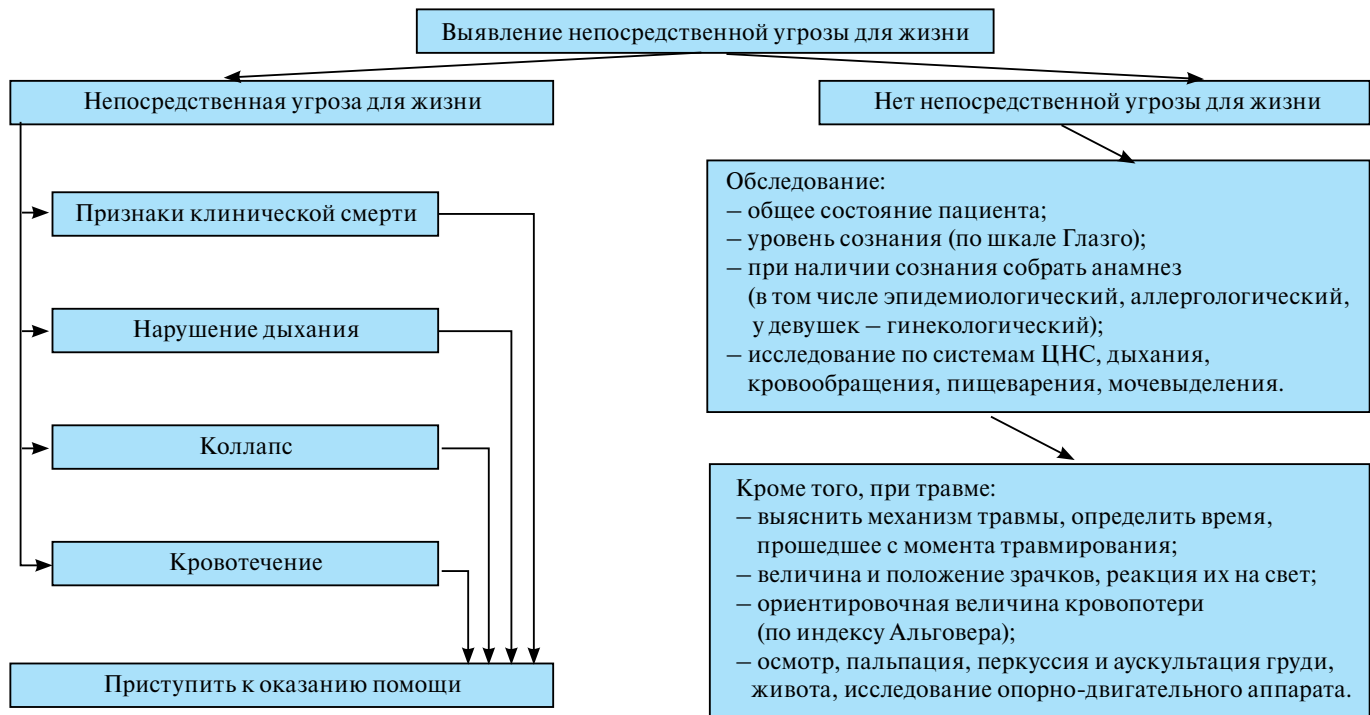 Выявление непосредственной угрозы для жизни
Непосредственная угроза для жизни
Нет непосредственной угрозы для жизни
Признаки клинической смерти
Нарушение дыхания
Коллапс
Кровотечение
Приступить к оказанию помощи
Обследование:
– общее состояние пациента;
– уровень сознания (по шкале Глазго);
– при наличии сознания собрать анамнез
(в том числе эпидемиологический, аллергологический,
у девушек – гинекологический);
– исследование по системам ЦНС, дыхания,
кровообращения, пищеварения, мочевыделения.
Кроме того, при травме:
– выяснить механизм травмы, определить время,
прошедшее с момента травмирования;
– величина и положение зрачков, реакция их на свет;
– ориентировочная величина кровопотери
(по индексу Альговера);
– осмотр, пальпация, перкуссия и аускультация груди,
живота, исследование опорно-двигательного аппарата.